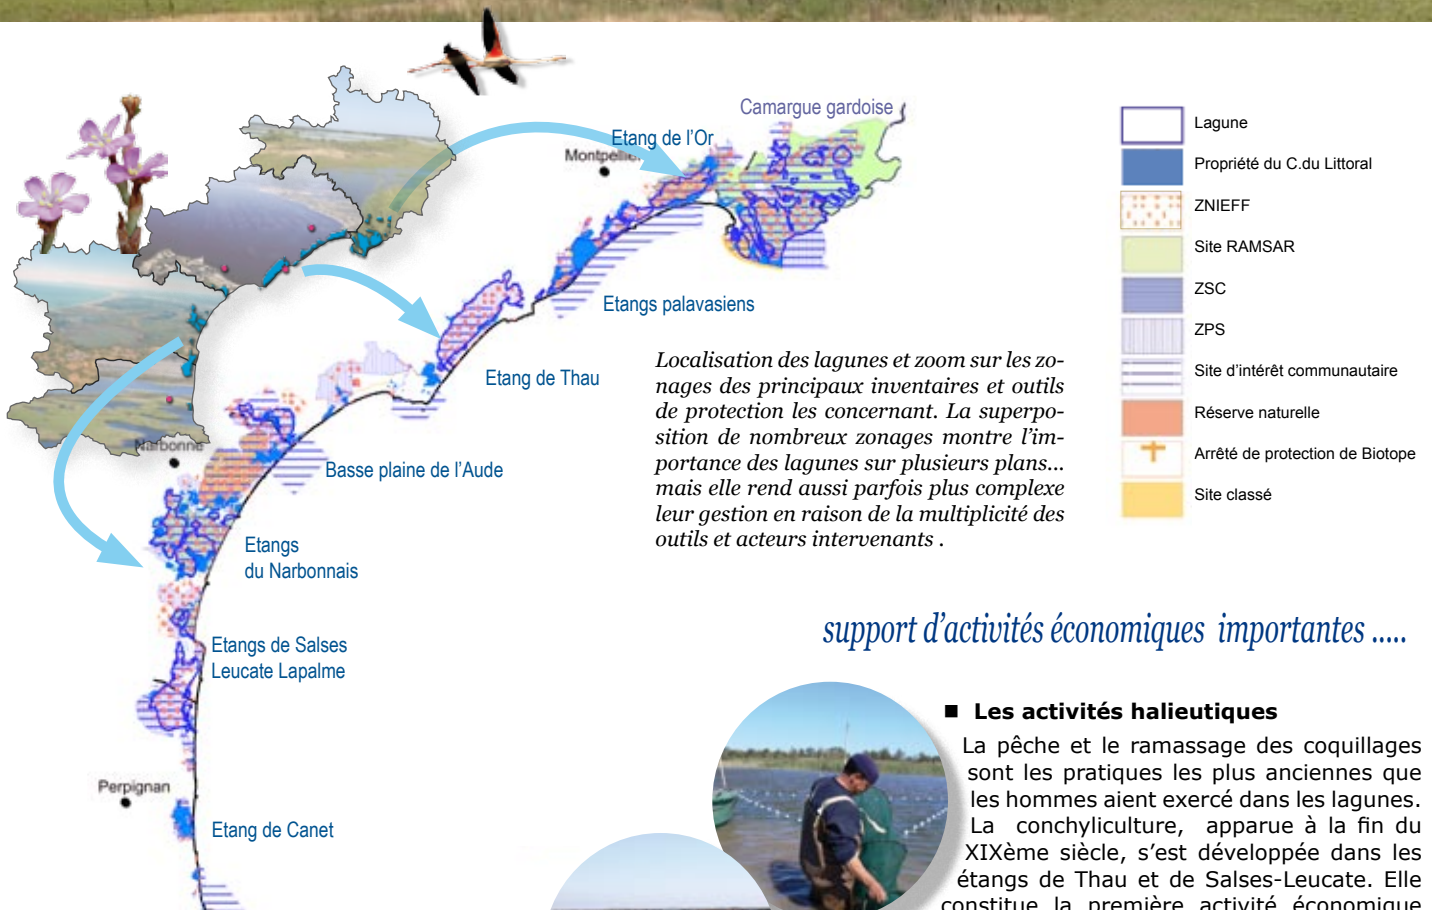 Camargue gardoise
Etang de l'Or
Montpellier
Etangs palavasiens
Etang de Thau
Narbonne
Basse plaine de l'Aude
Etangs
du Narbonnais
Etangs de Salses
Leucate Lapalme
Perpignan
Etang de Canet
Lagune
Propriété du C.du Littoral
ZNIEFF
Site RAMSAR
ZSC
ZPS
Site d'intérêt communautaire
Réserve naturelle
Arrêté de protection de Biotope
Site classé
Localisation des lagunes et zoom sur les zo-
nages des principaux inventaires et outils
de protection les concernant. La superpo-
sition de nombreux zonages montre l'im-
portance des lagunes sur plusieurs plans...
mais elle rend aussi parfois plus complexe
leur gestion en raison de la multiplicité des
outils et acteurs intervenants .
support d'activités économiques importantes .....
■ Les activités halieutiques
La pêche et le ramassage des coquillages
sont les pratiques les plus anciennes que
les hommes aient exercé dans les lagunes.
La conchyliculture, apparue à la fin du
XIXème siècle, s'est développée dans les
étangs de Thau et de Salses-Leucate. Elle
constitue la première activité économique